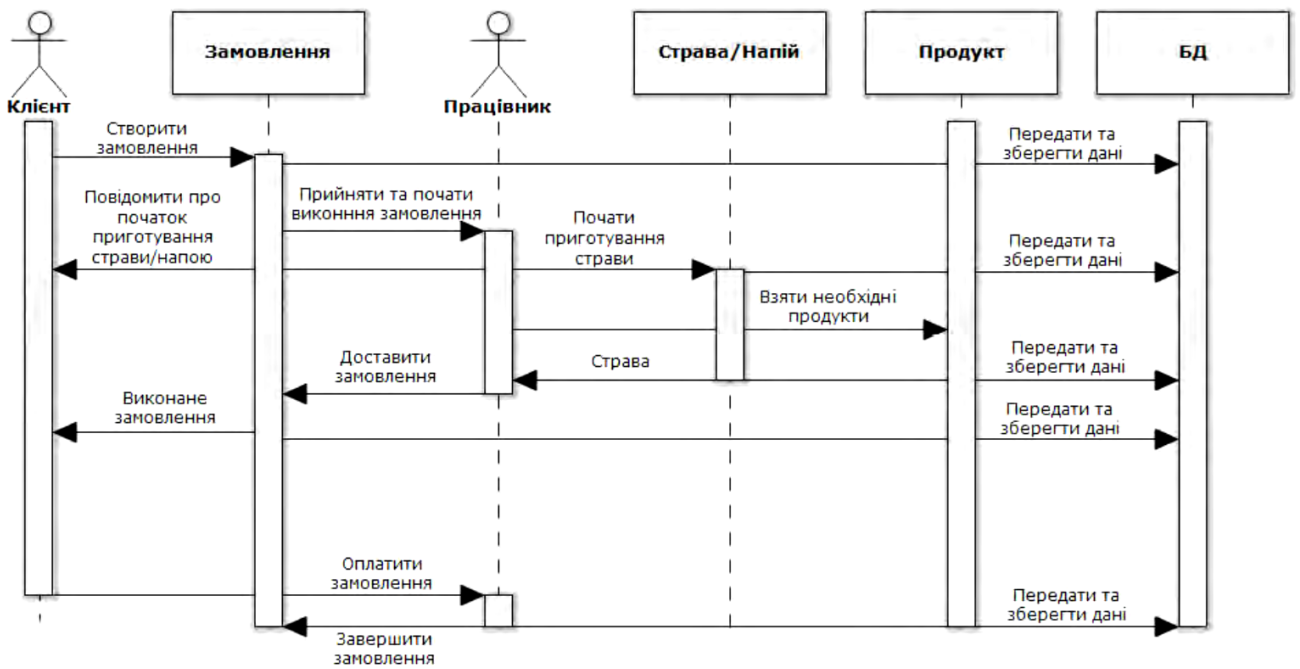 Клієнт
Замовлення
Працівник
Страва/Напій
Продукт
БД
Створити
замовлення
Передати та
зберегти дані
Повідомити про
початок
приготування
страви/напою
Прийняти та почати
виконння замовлення
Почати
приготування
страви
Передати та
зберегти дані
Взяти необхідні
продукти
Доставити
замовлення
Страва
Передати та
зберегти дані
Виконане
замовлення
Передати та
зберегти дані
Оплатити
замовлення
Передати та
зберегти дані
Завершити
замовлення